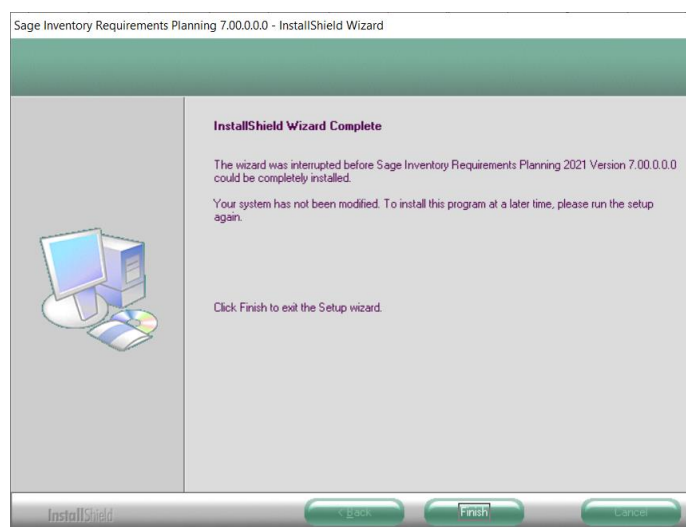 Sage Inventory Requirements Planning 7.00.0.0.0 - InstallShield Wizard
InstallShield Wizard Complete
The wizard was interrupted before Sage Inventory Requirements Planning 2021 Version 7.00.0.0.0
could be completely installed.
Your system has not been modified. To install this program at a later time, please run the setup
again.
Click Finish to exit the Setup wizard.
InstallShield
< Back
Finish
Cancel